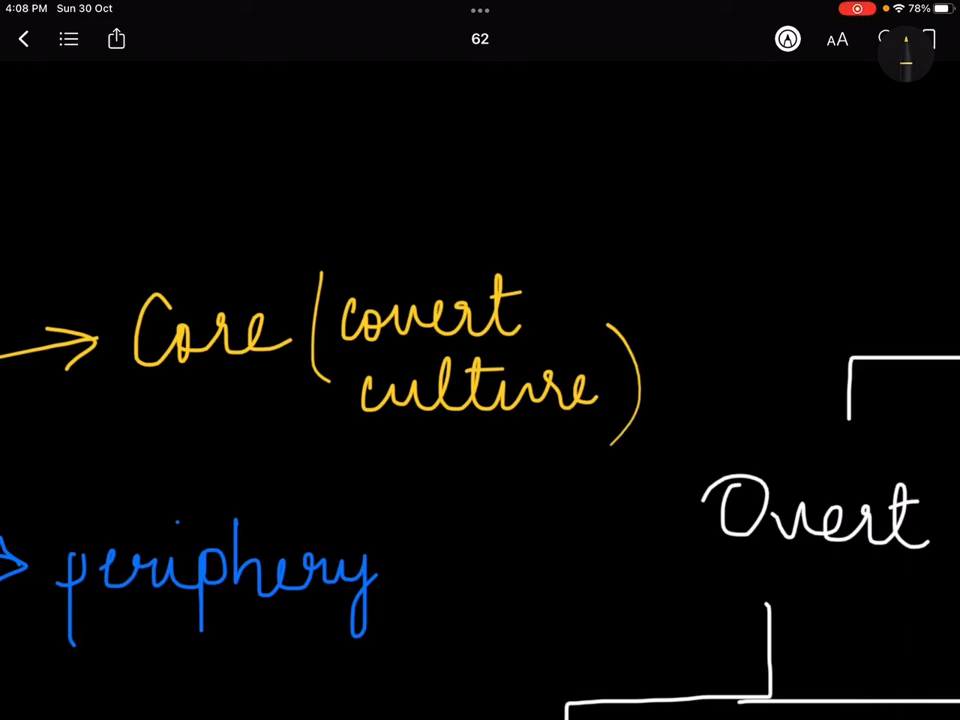 4:08 PM Sun 30 Oct
78%
62
AA
Core (covert
culture)
Overt
periphery